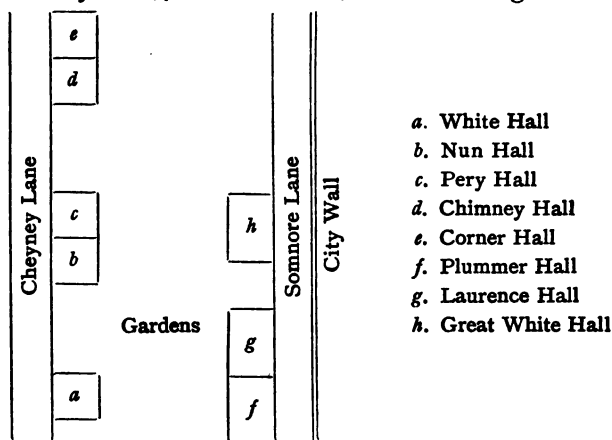 e
d
Cheyney Lane
c
b
h
Somnore Lane
City Wall
Gardens
g
a
f
a. White Hall
b. Nun Hall
c. Pery Hall
d. Chimney Hall
e. Corner Hall
f. Plummer Hall
g. Laurence Hall
h. Great White Hall